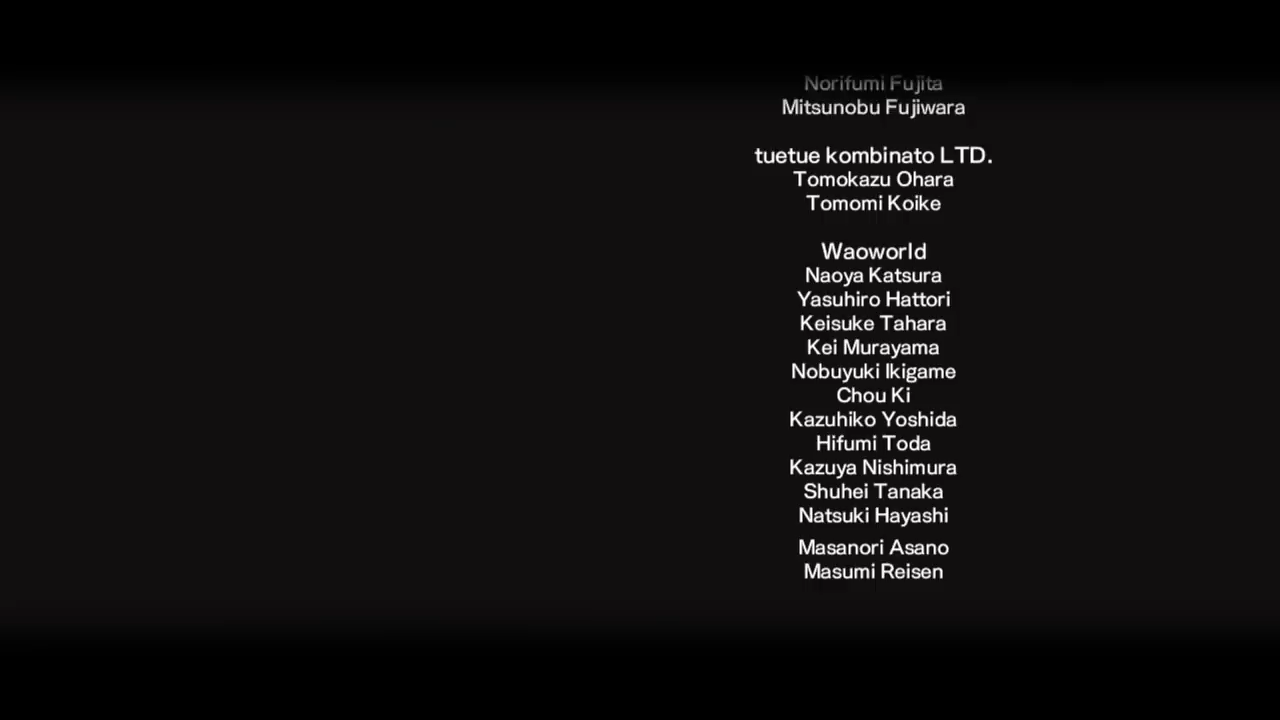 Norifumi Fujita
Mitsunobu Fujiwara
tuetue kombinato LTD.
Tomokazu Ohara
Tomomi Koike
Waoworld
Naoya Katsura
Yasuhiro Hattori
Keisuke Tahara
Kei Murayama
Nobuyuki Ikigame
Chou Ki
Kazuhiko Yoshida
Hifumi Toda
Kazuya Nishimura
Shuhei Tanaka
Natsuki Hayashi
Masanori Asano
Masumi Reisen